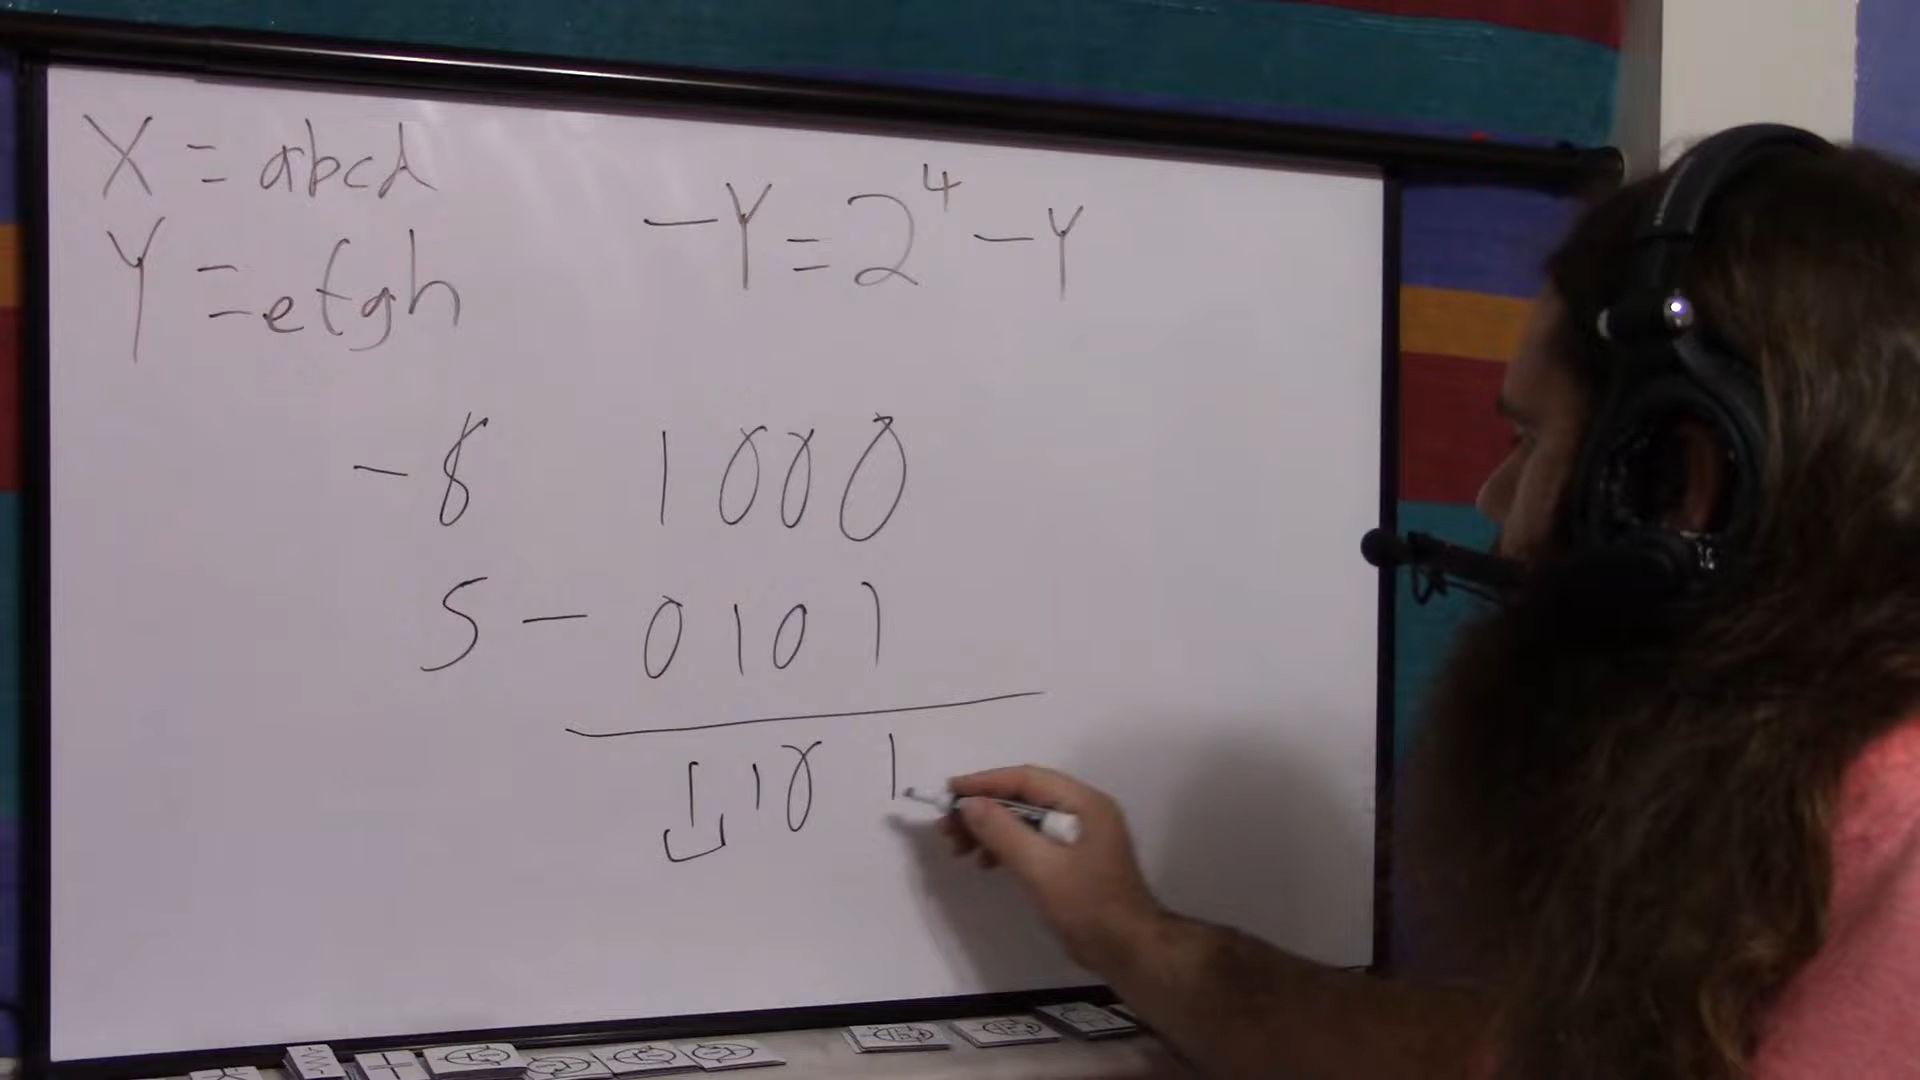 X = abcd
Y = efgh
-Y = 2⁴ - Y
-8 1000
5 - 0101
1101